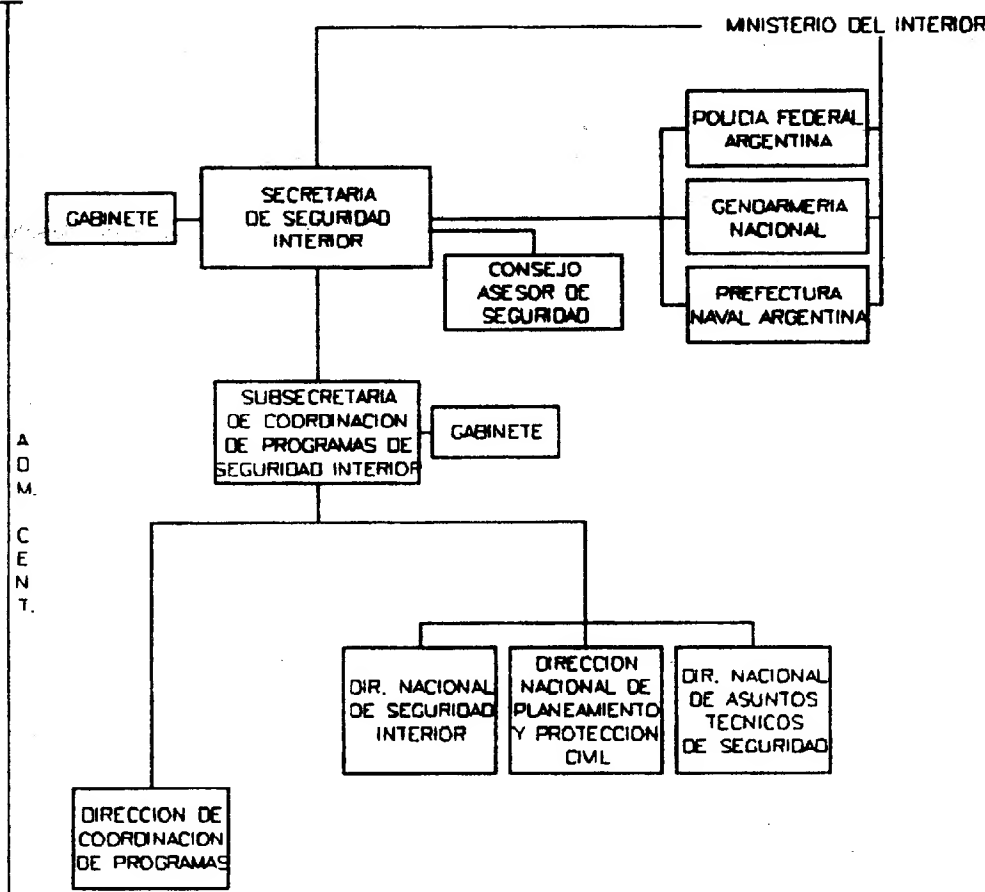 MINISTERIO DEL INTERIOR
POLICIA FEDERAL
ARGENTINA
SECRETARIA
DE SEGURIDAD
INTERIOR
GABINETE
GENDARMERIA
NACIONAL
CONSEJO
ASESOR DE
SEGURIDAD
PREFECTURA
NAVAL ARGENTINA
SUBSECRETARIA
DE COORDINACION
DE PROGRAMAS DE
SEGURIDAD INTERIOR
GABINETE
ADM. CENT.
DIR. NACIONAL
DE SEGURIDAD
INTERIOR
DIRECCION
NACIONAL DE
PLANEAMIENTO
Y PROTECCION
CIVIL
DIR. NACIONAL
DE ASUNTOS
TECNICOS
DE SEGURIDAD
DIRECCION DE
COORDINACION
DE PROGRAMAS